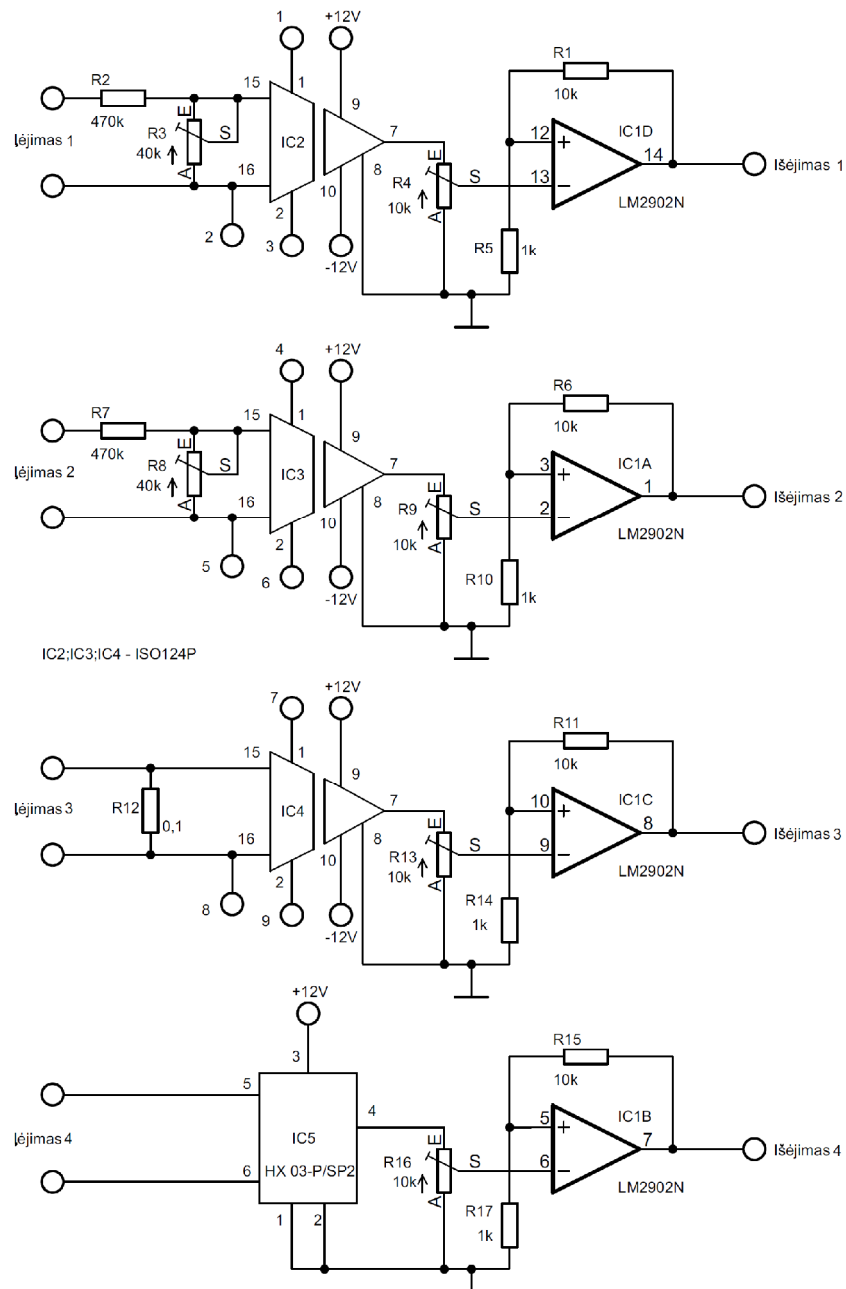 1
+12V
R2
470k
15
1
9
R1
10k
Įėjimas 1
R3
40k
E
S
A
16
IC2
7
8
2
10
E
R4
10k
S
A
12
13
14
IC1D
LM2902N
Išėjimas 1
2
3
-12V
R5
1k
4
+12V
R7
470k
15
1
9
R6
10k
Įėjimas 2
R8
40k
E
S
A
16
IC3
7
8
2
10
E
R9
10k
S
A
3
2
1
IC1A
LM2902N
Išėjimas 2
5
6
-12V
R10
1k
IC2;IC3;IC4 - ISO124P
7
+12V
15
1
9
R11
10k
Įėjimas 3
R12
0,1
16
IC4
7
8
2
10
E
R13
10k
S
A
10
9
8
IC1C
LM2902N
Išėjimas 3
8
9
-12V
R14
1k
+12V
3
5
4
R15
10k
Įėjimas 4
IC5
HX 03-P/SP2
6
1
2
E
R16
10k
S
A
5
6
7
IC1B
LM2902N
Išėjimas 4
R17
1k